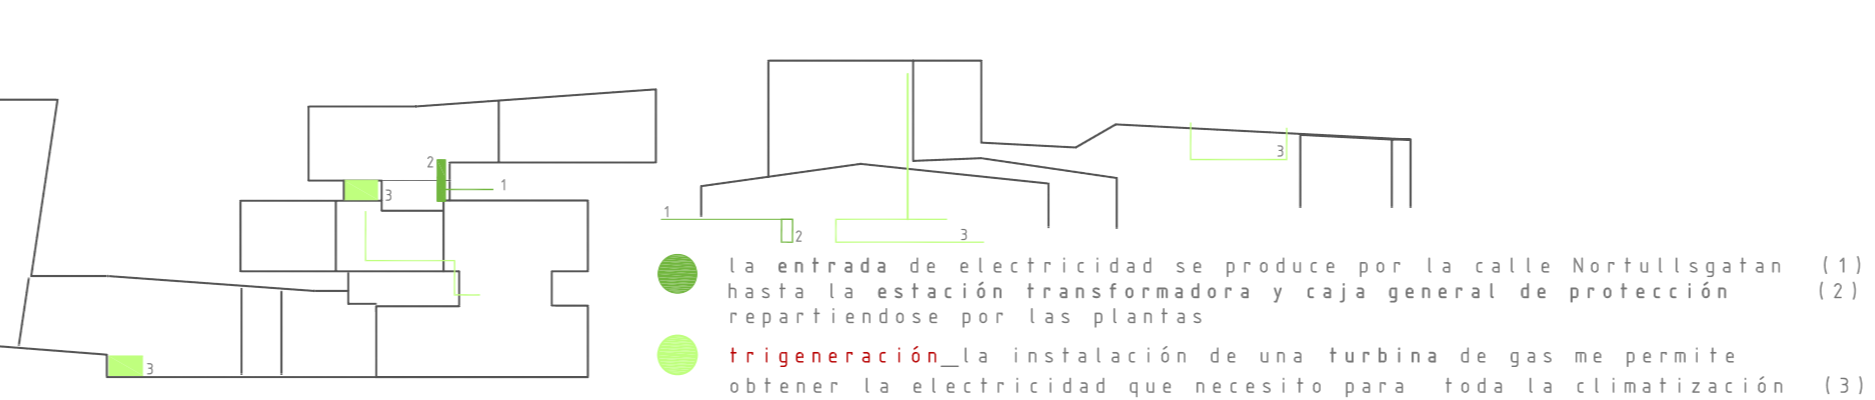 2
3
1
3
1
2
3
3
la entrada de electricidad se produce por la calle Nortullsgatan (1)
hasta la estación transformadora y caja general de protección (2)
repartiendose por las plantas
trigeneración_la instalación de una turbina de gas me permite
obtener la electricidad que necesito para toda la climatización (3)